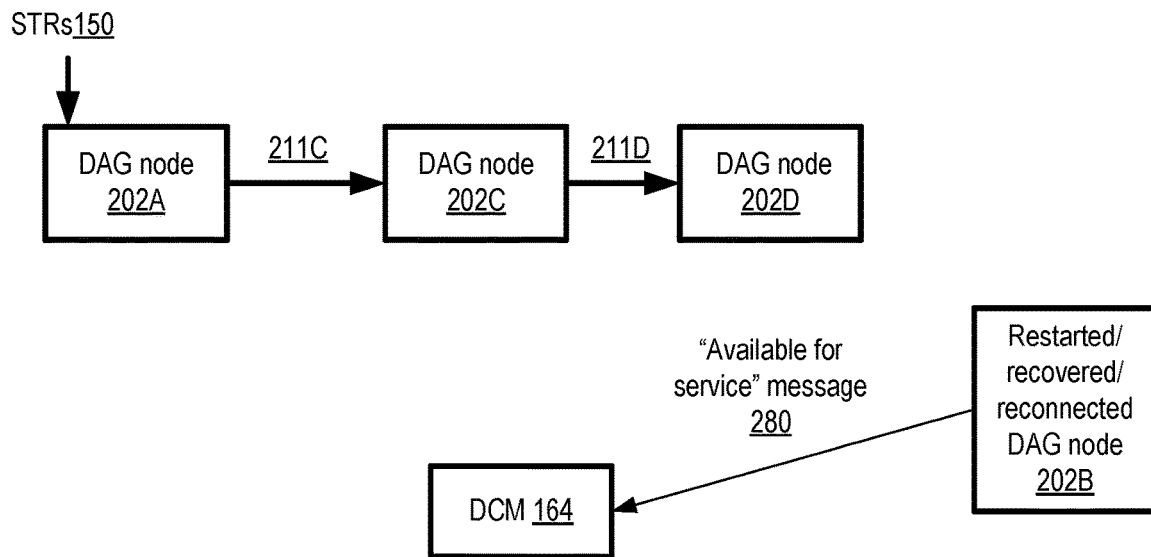 STRs150
DAG node
202A
211C
DAG node
202C
211D
DAG node
202D
“Available for
service” message
280
Restarted/
recovered/
reconnected
DAG node
202B
DCM 164